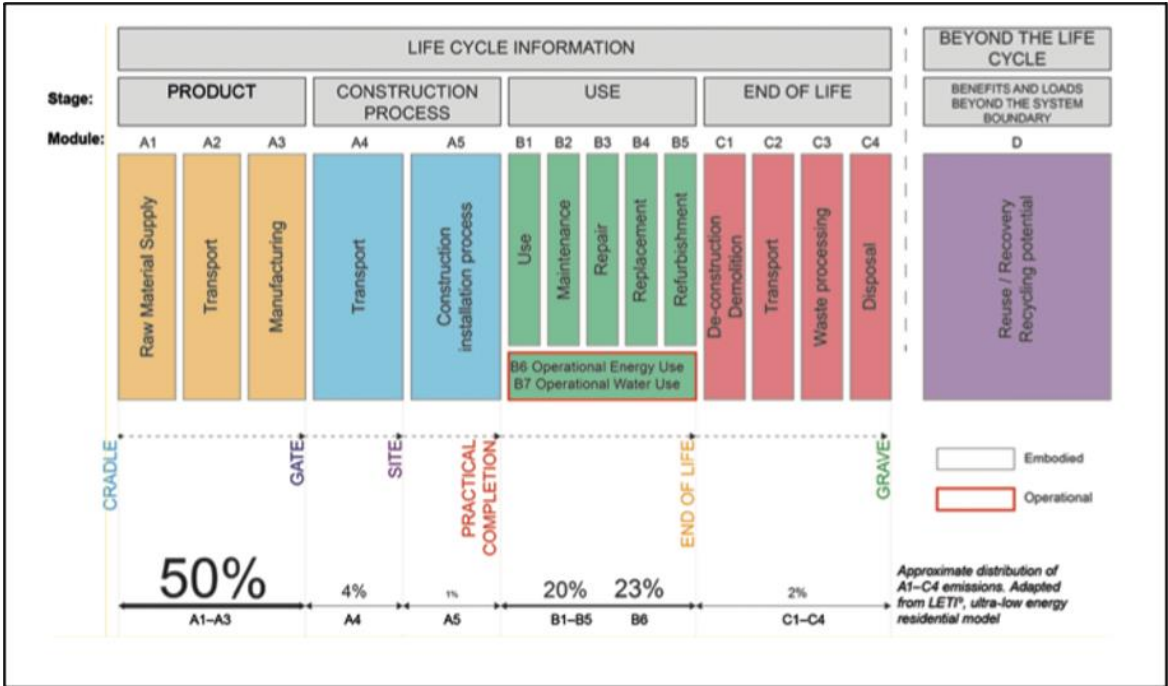 LIFE CYCLE INFORMATION
BEYOND THE LIFE
CYCLE
Stage:
PRODUCT
CONSTRUCTION
PROCESS
USE
END OF LIFE
BENEFITS AND LOADS
BEYOND THE SYSTEM
BOUNDARY
Module:
A1
A2
A3
A4
A5
B1
B2
B3
B4
B5
C1
C2
C3
C4
D
Raw Material Supply
Transport
Manufacturing
Transport
Construction
installation process
Use
Maintenance
Repair
Replacement
Refurbishment
De-construction
Demolition
Transport
Waste processing
Disposal
Reuse / Recovery
Recycling potential
B6 Operational Energy Use
B7 Operational Water Use
CRADLE
GATE
SITE
PRACTICAL
COMPLETION
END OF LIFE
GRAVE
Embodied
Operational
50%
4%
1%
20%
23%
2%
A1–A3
A4
A5
B1–B5
B6
C1–C4
Approximate distribution of
A1–C4 emissions. Adapted
from LETI⁹, ultra-low energy
residential model